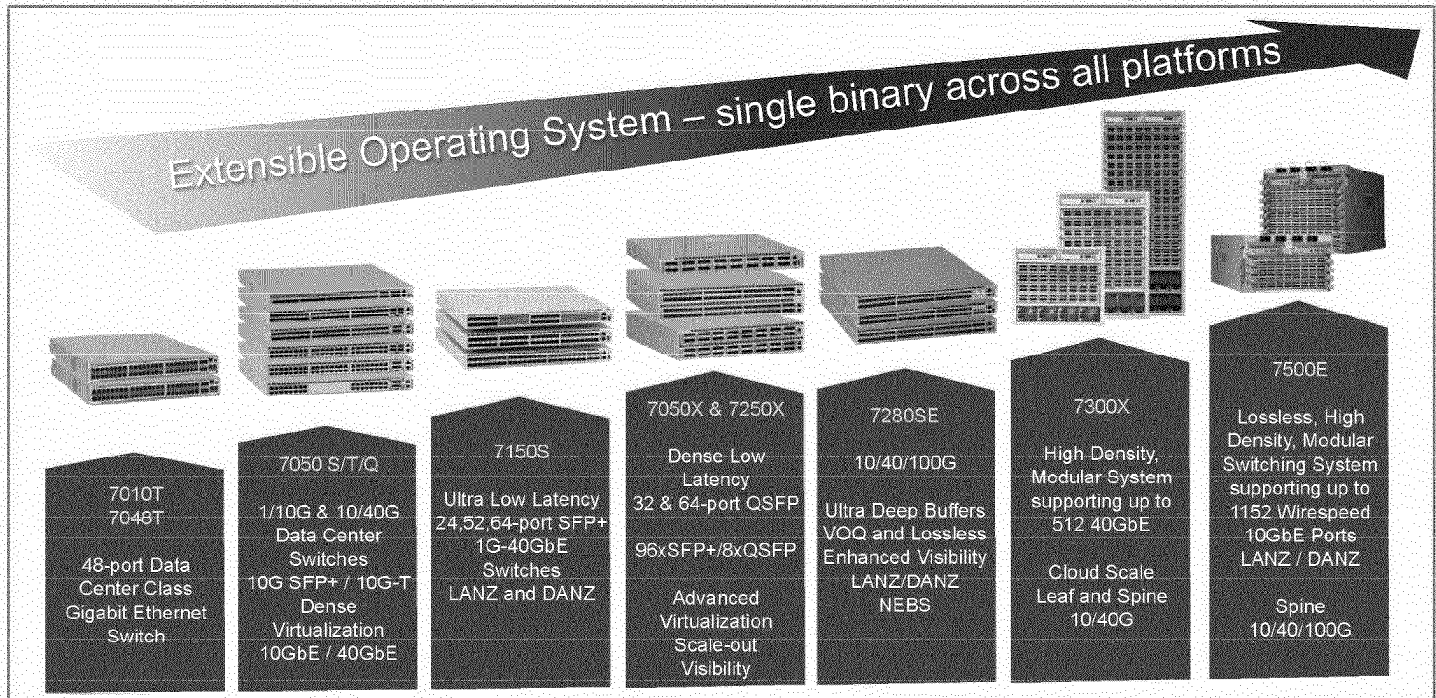 Extensible Operating System – single binary across all platforms
7010T
7048T
48-port Data
Center Class
Gigabit Ethernet
Switch
7050 S/T/Q
1/10G & 10/40G
Data Center
Switches
10G SFP+ / 10G-T
Dense
Virtualization
10GbE / 40GbE
7150S
Ultra Low Latency
24,52,64-port SFP+
1G-40GbE
Switches
LANZ and DANZ
7050X & 7250X
Dense Low
Latency
32 & 64-port QSFP
96xSFP+/8xQSFP
Advanced
Virtualization
Scale-out
Visibility
7280SE
10/40/100G
Ultra Deep Buffers
VOQ and Lossless
Enhanced Visibility
LANZ/DANZ
NEBS
7300X
High Density,
Modular System
supporting up to
512 40GbE
Cloud Scale
Leaf and Spine
10/40G
7500E
Lossless, High
Density, Modular
Switching System
supporting up to
1152 Wirespeed
10GbE Ports
LANZ / DANZ
Spine
10/40/100G